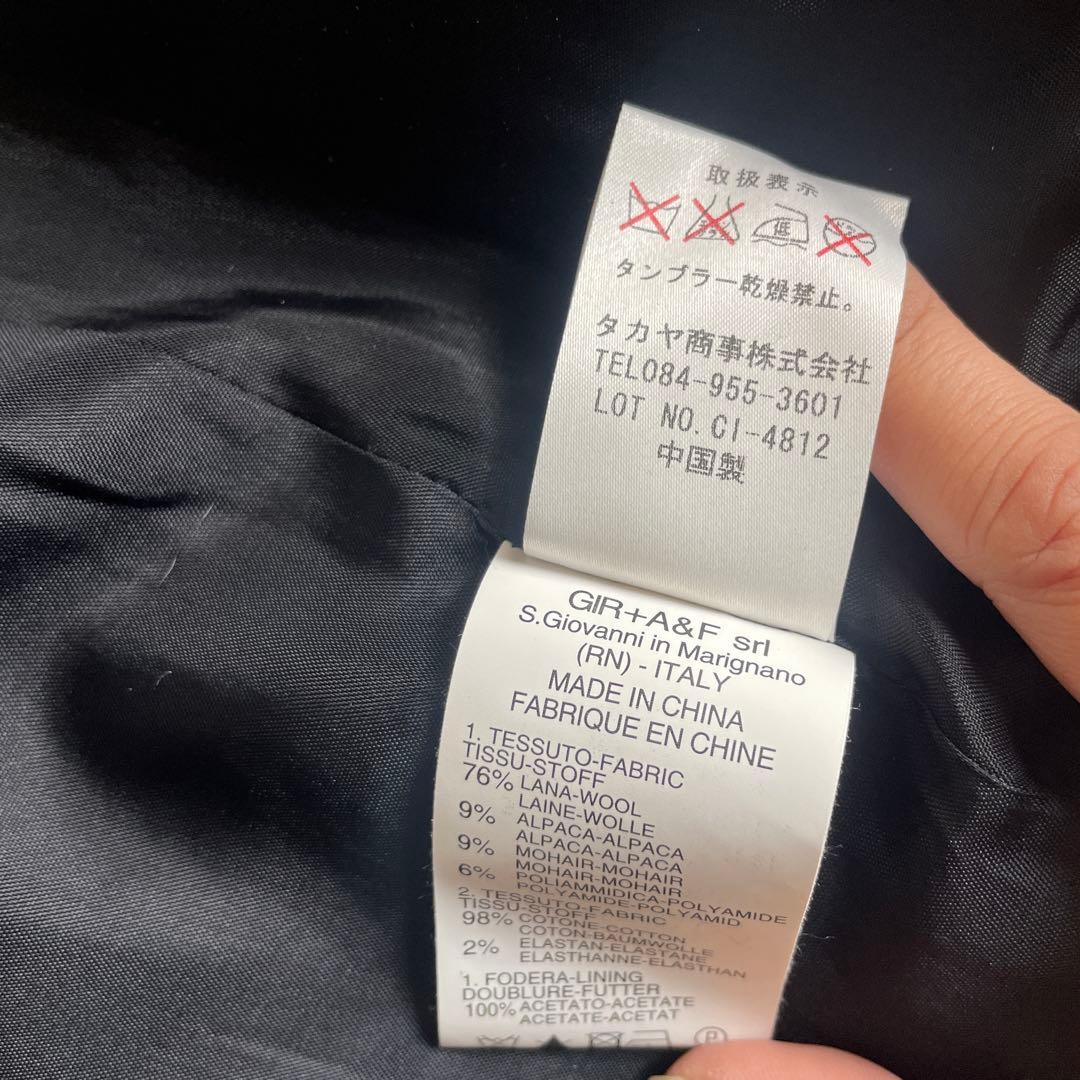 取扱表示
低
タンブラー乾燥禁止。
タカヤ商事株式会社
TEL084-955-3601
LOT NO. CI-4812
中国製
GIR+A&F srl
S.Giovanni in Marignano
(RN) - ITALY
MADE IN CHINA
FABRIQUE EN CHINE
1. TESSUTO-FABRIC
TISSU-STOFF
76% LANA-WOOL
LAINE-WOLLE
9% ALPACA-ALPACA
ALPACA-ALPACA
9% MOHAIR-MOHAIR
MOHAIR-MOHAIR
6% POLIAMMIDICA-POLYAMIDE
POLYAMIDE-POLYAMID
2. TESSUTO-FABRIC
TISSU-STOFF
98% COTONE-COTTON
COTON-BAUMWOLLE
2% ELASTAN-ELASTANE
ELASTHANNE-ELASTHAN
1. FODERA-LINING
DOUBLURE-FUTTER
100% ACETATO-ACETATE
ACETATE-ACETAT
P